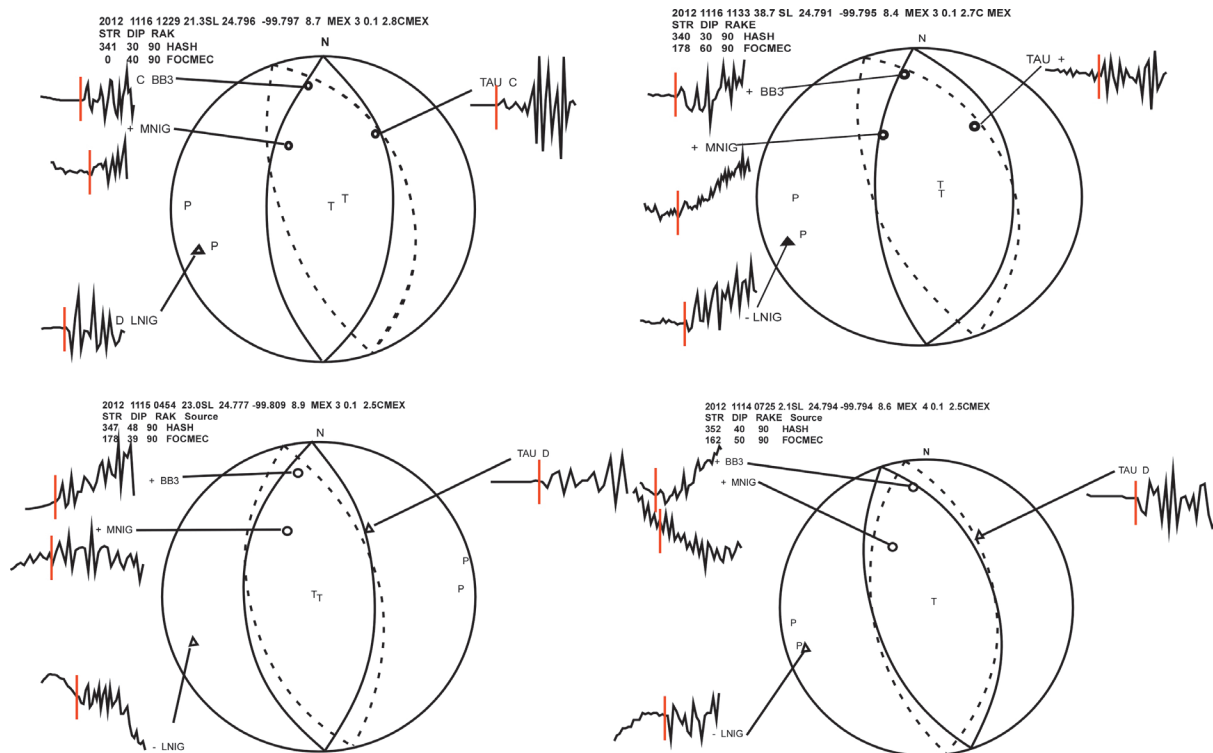 2012 1116 1229 21.3SL 24.796 -99.797 8.7 MEX 3 0.1 2.8CMEX
STR DIP RAK
341 30 90 HASH
0 40 90 FOCMEC
N
C BB3
TAU C
+ MNIG
T
T
P
P
D LNIG
2012 1116 1133 38.7 SL 24.791 -99.795 8.4 MEX 3 0.1 2.7C MEX
STR DIP RAKE
340 30 90 HASH
178 60 90 FOCMEC
N
TAU +
+ BB3
+ MNIG
T
T
P
P
- LNIG
2012 1115 0454 23.0SL 24.777 -99.809 8.9 MEX 3 0.1 2.5CMEX
STR DIP RAK Source
347 48 90 HASH
178 39 90 FOCMEC
N
TAU D
+ BB3
+ MNIG
P
P
T
T
- LNIG
2012 1114 0725 2.1SL 24.794 -99.794 8.6 MEX 4 0.1 2.5CMEX
STR DIP RAKE Source
352 40 90 HASH
162 50 90 FOCMEC
N
+ BB3
TAU D
+ MNIG
T
P
P
- LNIG